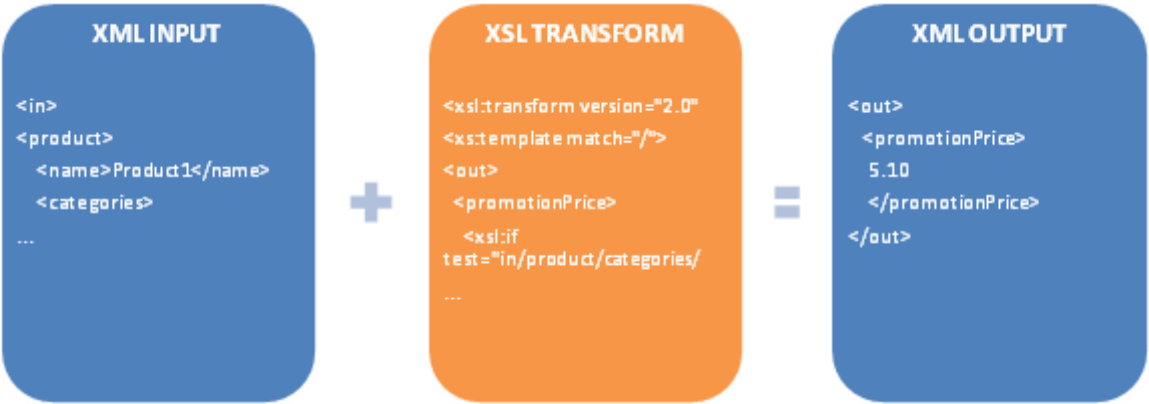 XML INPUT
<in>
<product>
<name>Product1</name>
<categories>
...
XSL TRANSFORM
<xsl:transform version="2.0"
<xs:template match="/">
<out>
<promotionPrice>
<xsl:if
test="in/product/categories/
...
XML OUTPUT
<out>
<promotionPrice>
5.10
</promotionPrice>
</out>